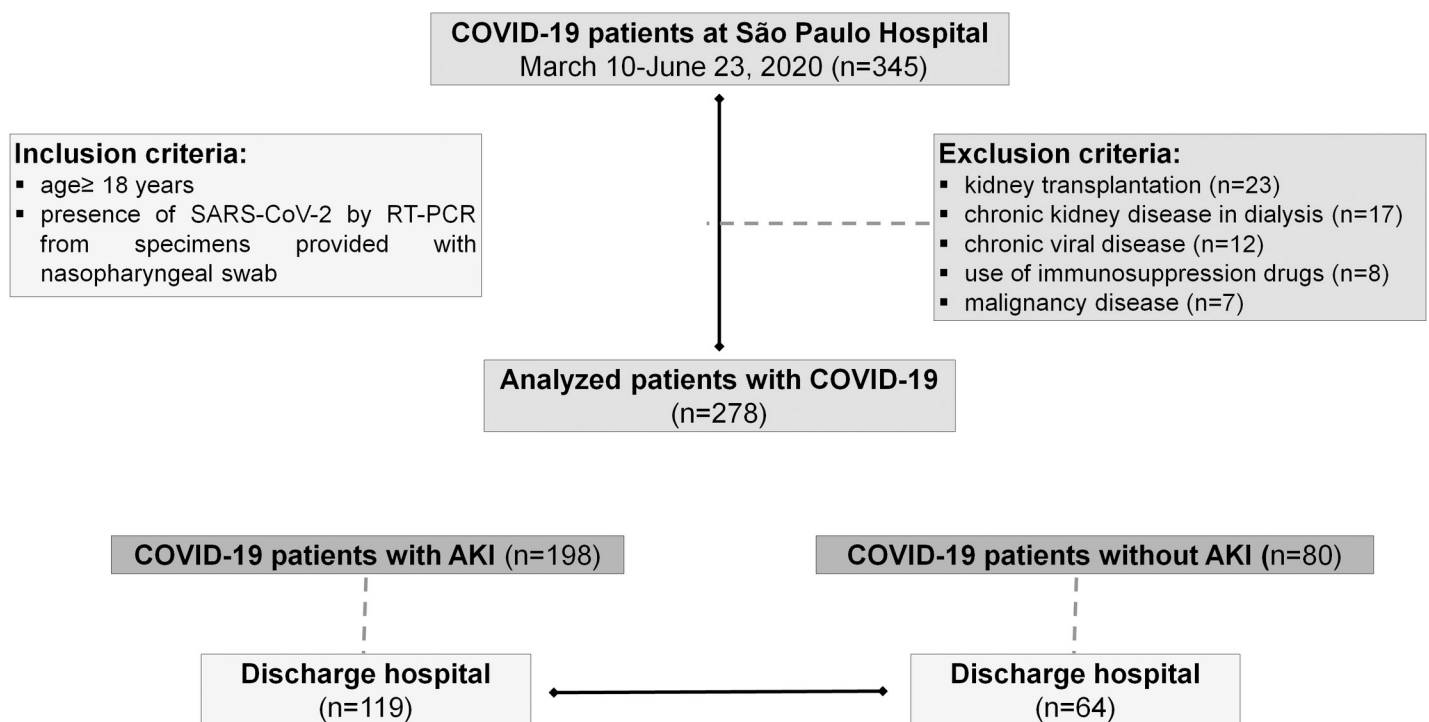 COVID-19 patients at São Paulo Hospital
March 10-June 23, 2020 (n=345)
Inclusion criteria:
▪ age≥ 18 years
▪ presence of SARS-CoV-2 by RT-PCR
from specimens provided with
nasopharyngeal swab
Exclusion criteria:
▪ kidney transplantation (n=23)
▪ chronic kidney disease in dialysis (n=17)
▪ chronic viral disease (n=12)
▪ use of immunosuppression drugs (n=8)
▪ malignancy disease (n=7)
Analyzed patients with COVID-19
(n=278)
COVID-19 patients with AKI (n=198)
COVID-19 patients without AKI (n=80)
Discharge hospital
(n=119)
Discharge hospital
(n=64)